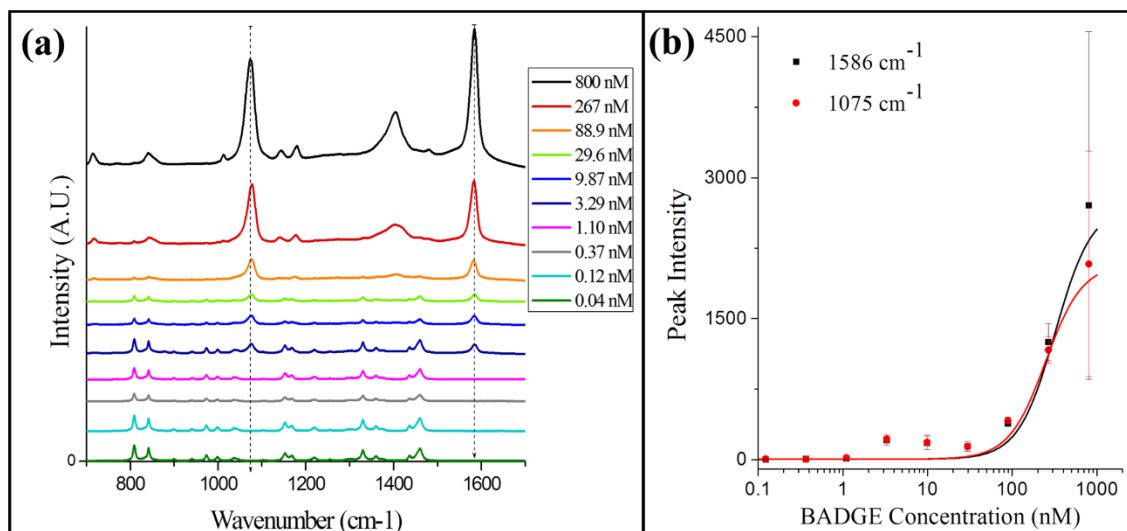 (a)
Intensity (A.U.)
0
800 nM
267 nM
88.9 nM
29.6 nM
9.87 nM
3.29 nM
1.10 nM
0.37 nM
0.12 nM
0.04 nM
800 1000 1200 1400 1600
Wavenumber (cm-1)
(b)
1586 cm⁻¹
1075 cm⁻¹
Peak Intensity
4500
3000
1500
0
0.1 1 10 100 1000
BADGE Concentration (nM)